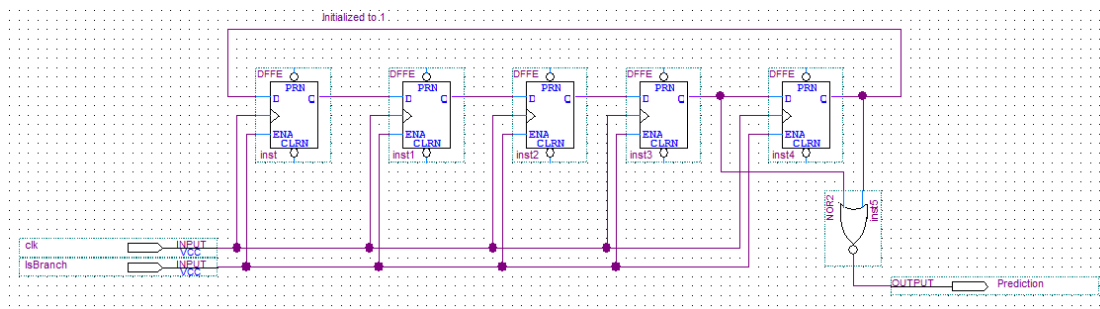 Initialized to 1
DFFE DFFE DFFE DFFE DFFE
PRN PRN PRN PRN PRN
D Q D Q D Q D Q D Q
ENA ENA ENA ENA ENA
CLRN CLRN CLRN CLRN CLRN
inst inst1 inst2 inst3 inst4
NOR2 inst5
clk INPUT
VCC
IsBranch INPUT
VCC
OUTPUT Prediction